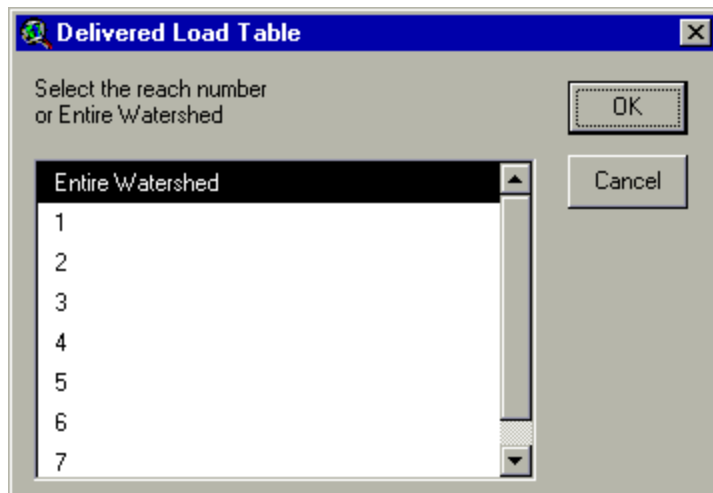 Delivered Load Table
Select the reach number
or Entire Watershed
OK
Cancel
Entire Watershed
1
2
3
4
5
6
7